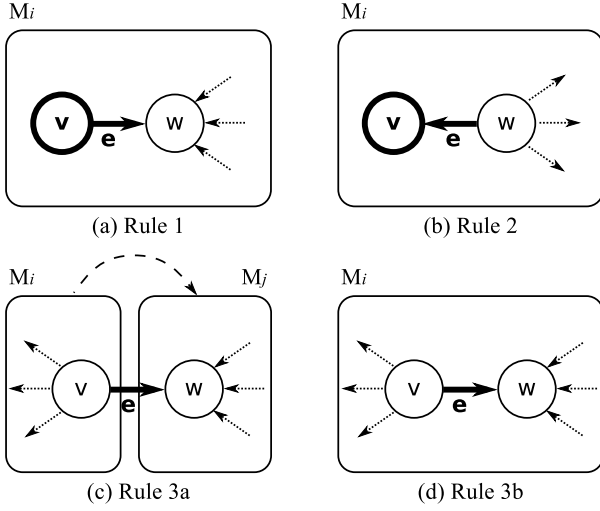 Mi Mi
v e w v e w
(a) Rule 1 (b) Rule 2
Mi Mj Mi
v e w v e w
(c) Rule 3a (d) Rule 3b